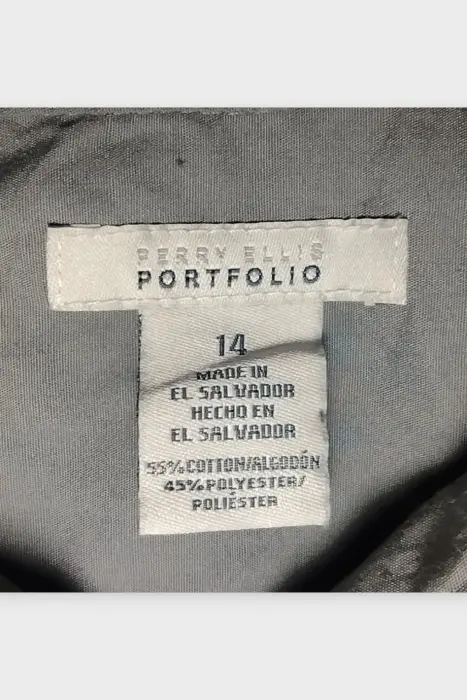 PERRY ELLIS
PORTFOLIO
14
MADE IN
EL SALVADOR
HECHO EN
EL SALVADOR
55% COTTON/ALGODÓN
45% POLYESTER/
POLIÉSTER